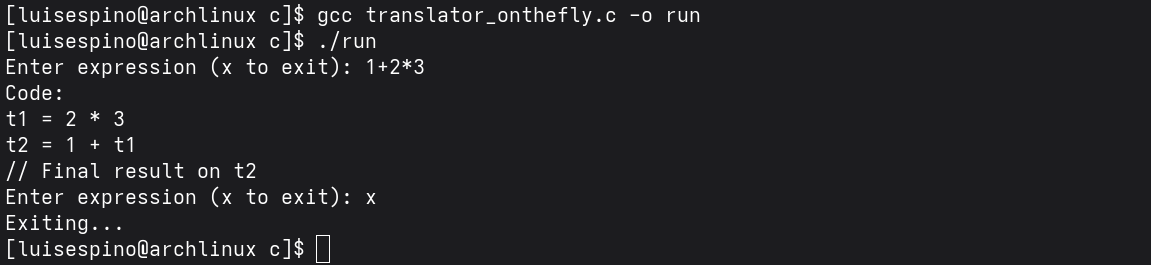 [luisespino@archlinux c]$ gcc translator_onthefly.c -o run
[luisespino@archlinux c]$ ./run
Enter expression (x to exit): 1+2*3
Code:
t1 = 2 * 3
t2 = 1 + t1
// Final result on t2
Enter expression (x to exit): x
Exiting...
[luisespino@archlinux c]$